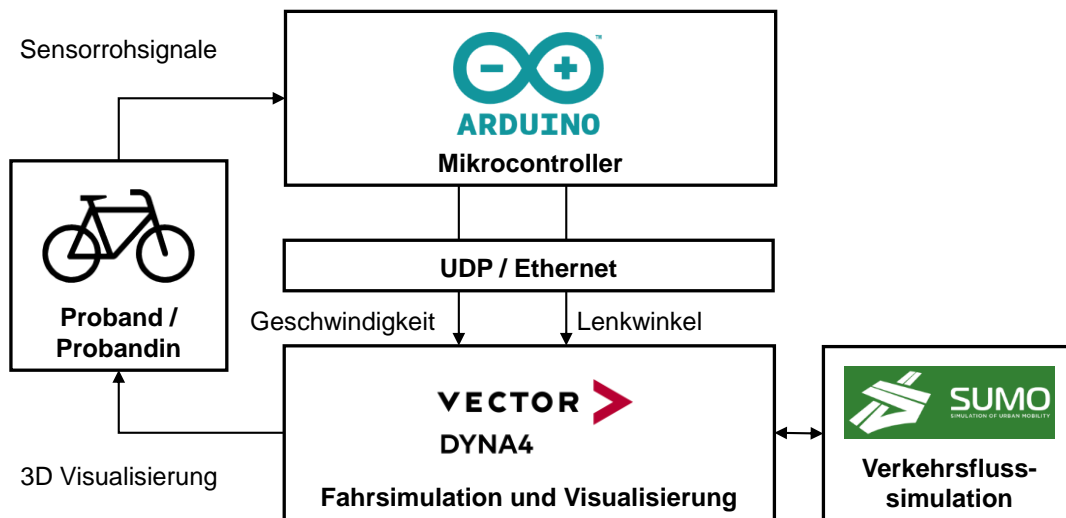 Sensorrohsignale
ARDUINO
™
Mikrocontroller
Proband /
Probandin
UDP / Ethernet
Geschwindigkeit
Lenkwinkel
VECTOR
DYNA4
Fahrsimulation und Visualisierung
3D Visualisierung
SUMO
SIMULATION OF URBAN MOBILITY
Verkehrsfluss-
simulation